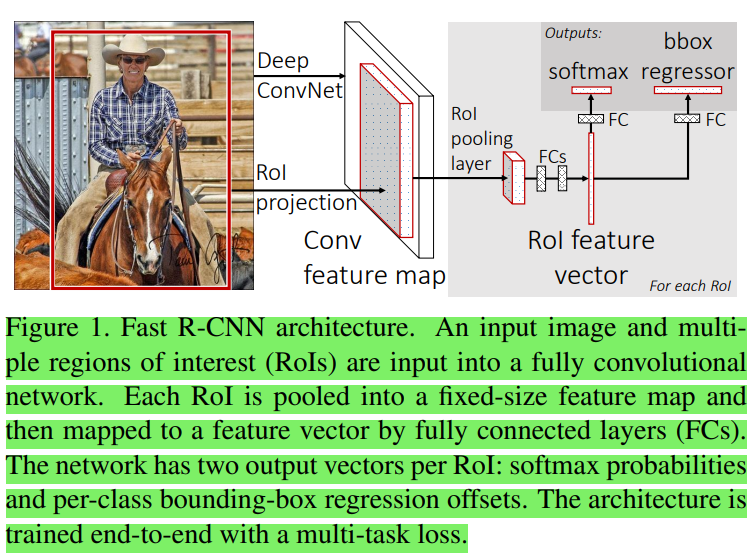 Deep
ConvNet
RoI
projection
Conv
feature map
RoI
pooling
layer
FCs
Outputs:
softmax
bbox
regressor
FC
FC
RoI feature
vector
For each RoI
Figure 1. Fast R-CNN architecture. An input image and multi-
ple regions of interest (RoIs) are input into a fully convolutional
network. Each RoI is pooled into a fixed-size feature map and
then mapped to a feature vector by fully connected layers (FCs).
The network has two output vectors per RoI: softmax probabilities
and per-class bounding-box regression offsets. The architecture is
trained end-to-end with a multi-task loss.